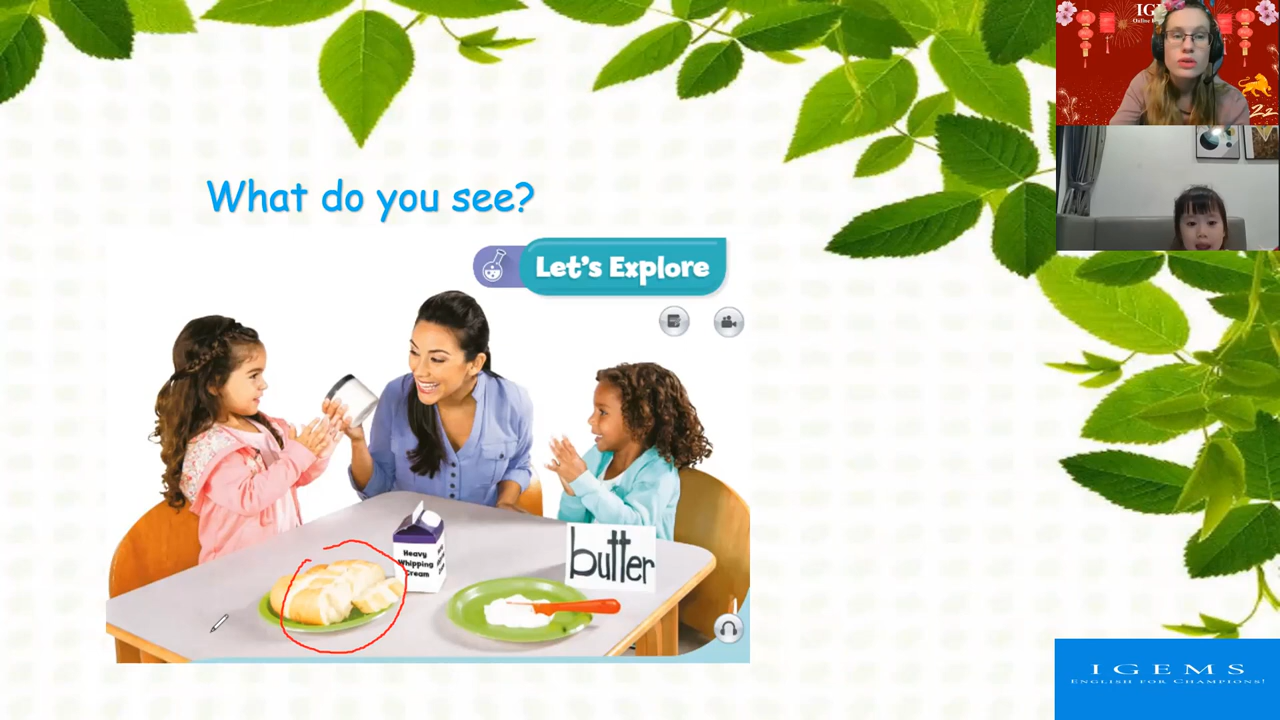 What do you see?
Let's Explore
Heavy
Whipping
Cream
butter
IGEMS
ENGLISH FOR CHAMPIONS!